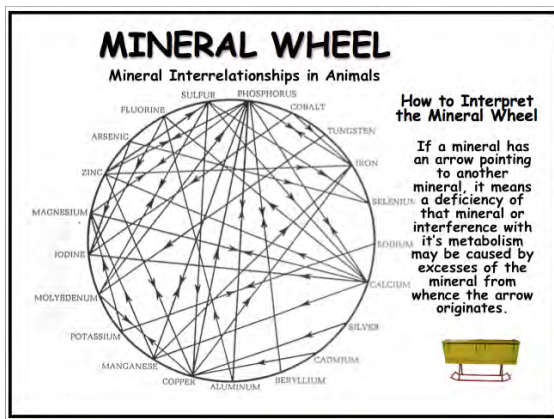 MINERAL WHEEL
Mineral Interrelationships in Animals
SULFUR
PHOSPHORUS
FLUORINE
COBALT
ARSENIC
TUNGSTEN
ZINC
IRON
MAGNESIUM
SELENIUM
IODINE
SODIUM
MOLYBDENUM
CALCIUM
POTASSIUM
SILVER
MANGANESE
CADMIUM
COPPER
BERYLLIUM
ALUMINUM
How to Interpret
the Mineral Wheel
If a mineral has
an arrow pointing
to another
mineral, it means
a deficiency of
that mineral or
interference with
it's metabolism
may be caused by
excesses of the
mineral from
whence the arrow
originates.